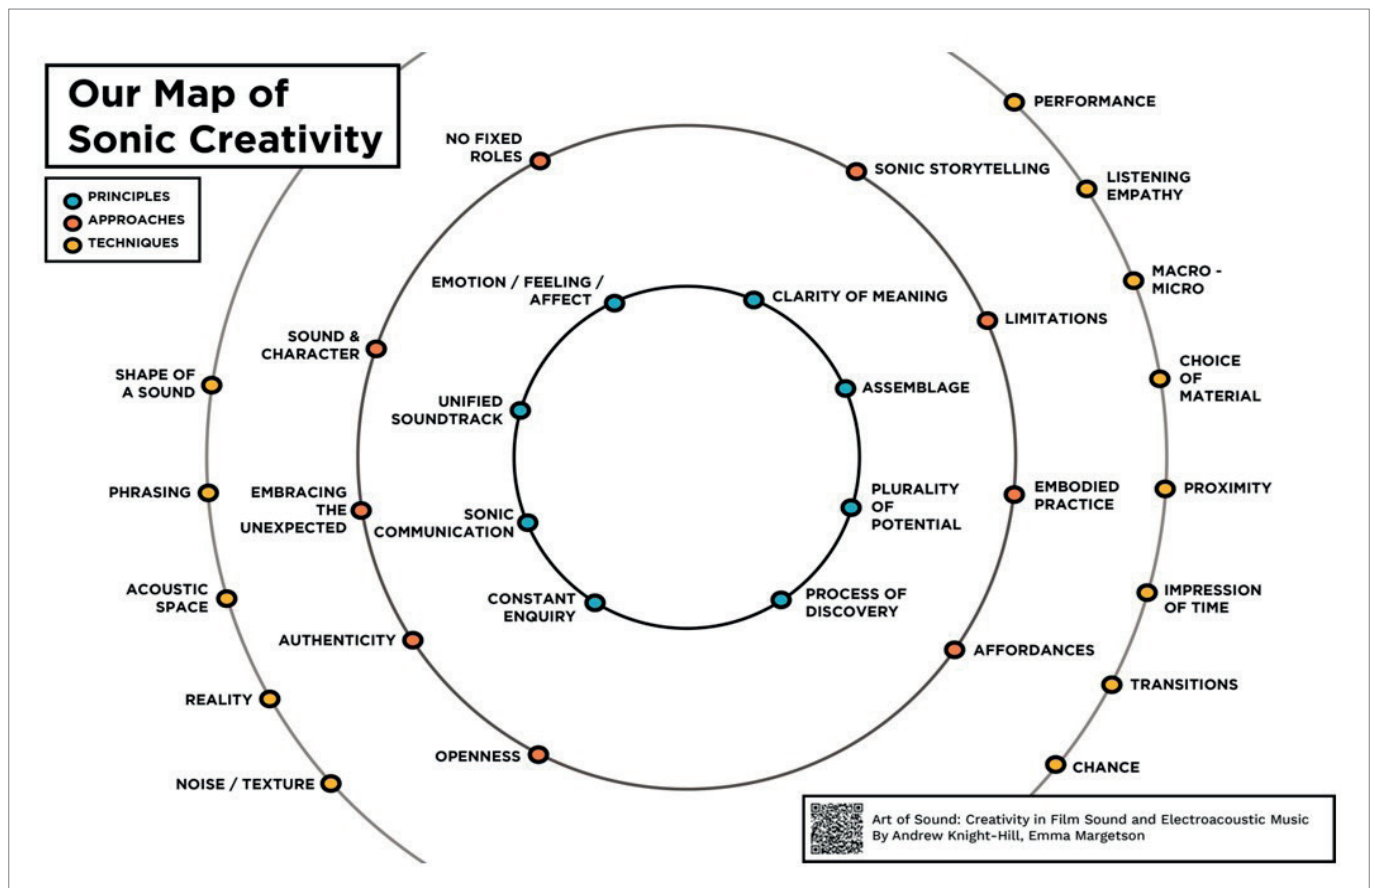 Our Map of
Sonic Creativity
PRINCIPLES
APPROACHES
TECHNIQUES
NO FIXED
ROLES
SONIC STORYTELLING
PERFORMANCE
LISTENING
EMPATHY
MACRO -
MICRO
EMOTION / FEELING /
AFFECT
CLARITY OF MEANING
LIMITATIONS
SOUND &
CHARACTER
CHOICE
OF
MATERIAL
SHAPE OF
A SOUND
UNIFIED
SOUNDTRACK
ASSEMBLAGE
PHRASING
EMBRACING
THE
UNEXPECTED
SONIC
COMMUNICATION
PLURALITY
OF
POTENTIAL
EMBODIED
PRACTICE
PROXIMITY
ACOUSTIC
SPACE
CONSTANT
ENQUIRY
PROCESS OF
DISCOVERY
IMPRESSION
OF TIME
AUTHENTICITY
AFFORDANCES
REALITY
TRANSITIONS
OPENNESS
NOISE / TEXTURE
CHANCE
Art of Sound: Creativity in Film Sound and Electroacoustic Music
By Andrew Knight-Hill, Emma Margetson